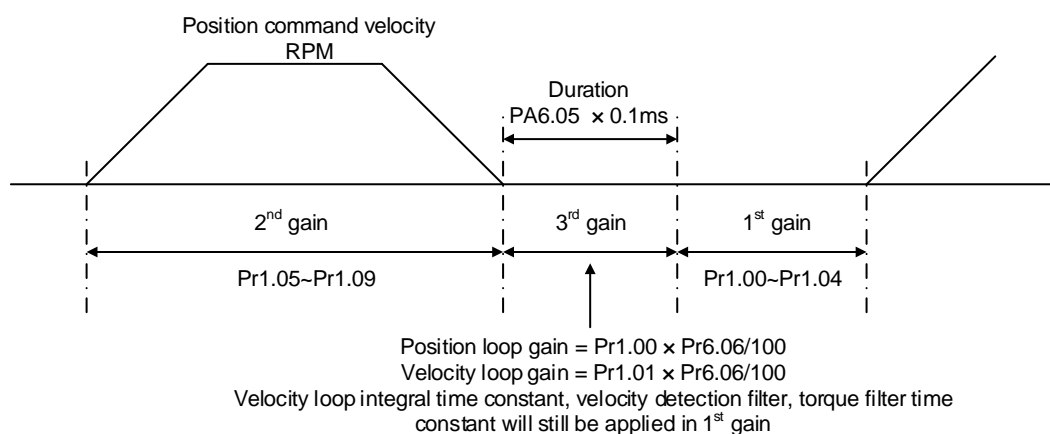 Position command velocity
RPM
Duration
PA6.05 × 0.1ms
2nd gain
3rd gain
1st gain
Pr1.05~Pr1.09
Pr1.00~Pr1.04
Position loop gain = Pr1.00 × Pr6.06/100
Velocity loop gain = Pr1.01 × Pr6.06/100
Velocity loop integral time constant, velocity detection filter, torque filter time
constant will still be applied in 1st gain